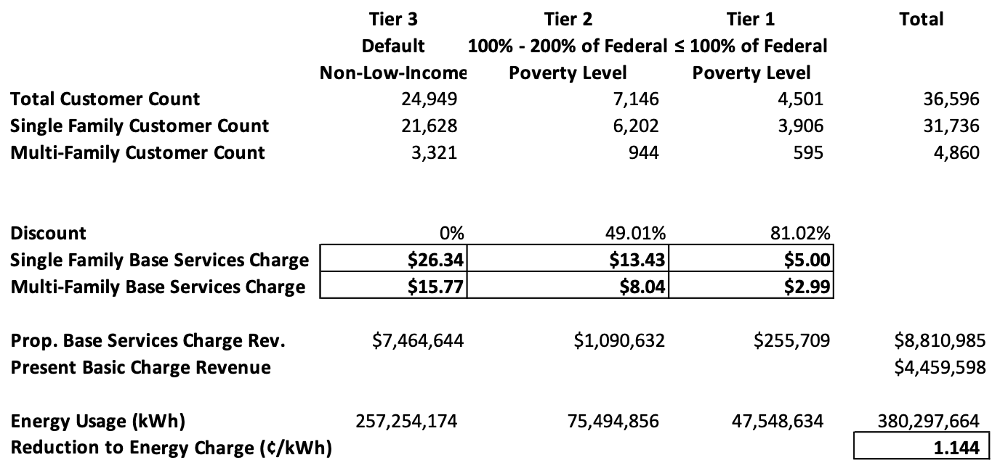 Tier 3 Tier 2 Tier 1 Total
Default 100% - 200% of Federal ≤ 100% of Federal
Non-Low-Income Poverty Level Poverty Level
Total Customer Count 24,949 7,146 4,501 36,596
Single Family Customer Count 21,628 6,202 3,906 31,736
Multi-Family Customer Count 3,321 944 595 4,860
Discount 0% 49.01% 81.02%
Single Family Base Services Charge $26.34 $13.43 $5.00
Multi-Family Base Services Charge $15.77 $8.04 $2.99
Prop. Base Services Charge Rev. $7,464,644 $1,090,632 $255,709 $8,810,985
Present Basic Charge Revenue $4,459,598
Energy Usage (kWh) 257,254,174 75,494,856 47,548,634 380,297,664
Reduction to Energy Charge (¢/kWh) 1.144